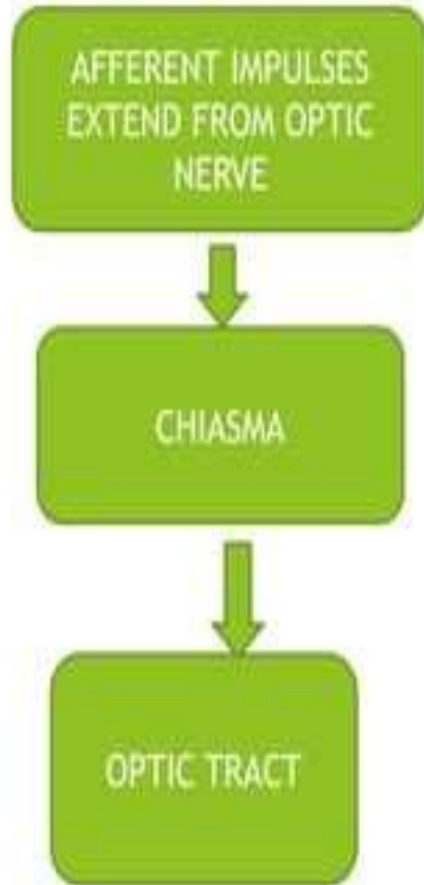 AFFERENT IMPULSES
EXTEND FROM OPTIC
NERVE
CHIASMA
OPTIC TRACT